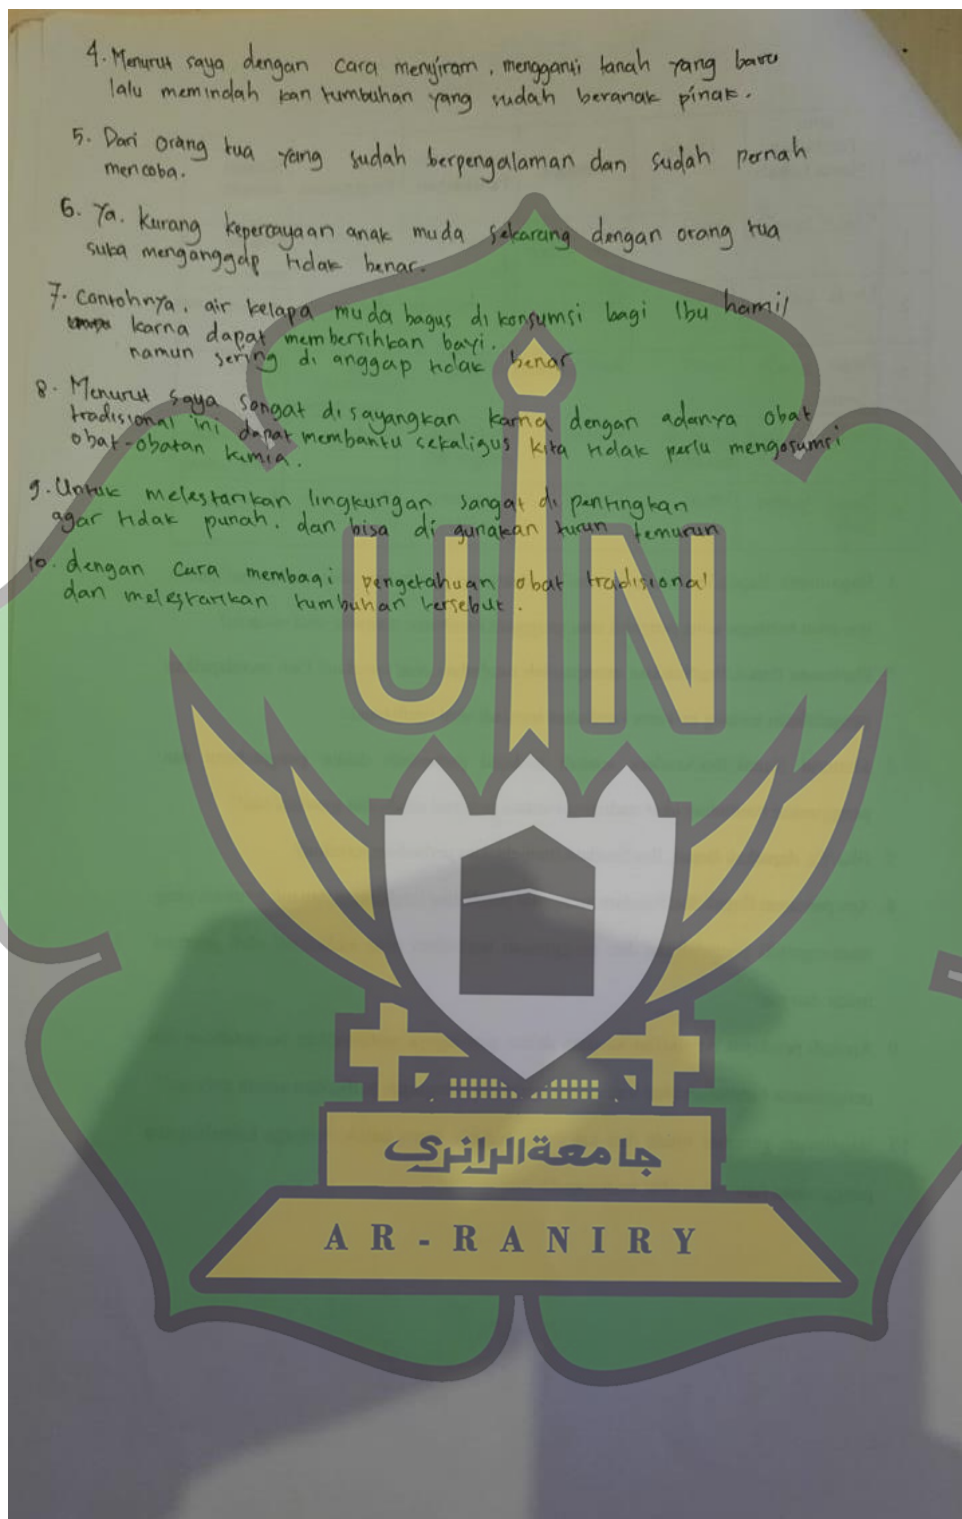 4. Menurut saya dengan cara menyiram, mengganti tanah yang baru
lalu memindah kan tumbuhan yang sudah beranak pinak.
5. Dari orang tua yang sudah berpengalaman dan sudah pernah
mencoba.
6. Ya. Kurang kepercayaan anak muda sekarang dengan orang tua
suka menganggap tidak benar.
7. Contohnya, air kelapa muda bagus di konsumsi bagi Ibu hamil
karna dapat membersihkan bayi.
namun sering di anggap tidak benar
8. Menurut saya sangat disayangkan karna dengan adanya obat
tradisional ini dapat membantu sekaligus kita tidak perlu mengosumsi
obat-obatan kimia.
9. Untuk melestarikan lingkungan sangat di pentingkan
agar tidak punah, dan bisa di gunakan turun temurun
10. dengan cara membagi pengetahuan obat tradisional
dan melestarikan tumbuhan tersebut.
UIN
جامعة الرانري
AR-RANIRY